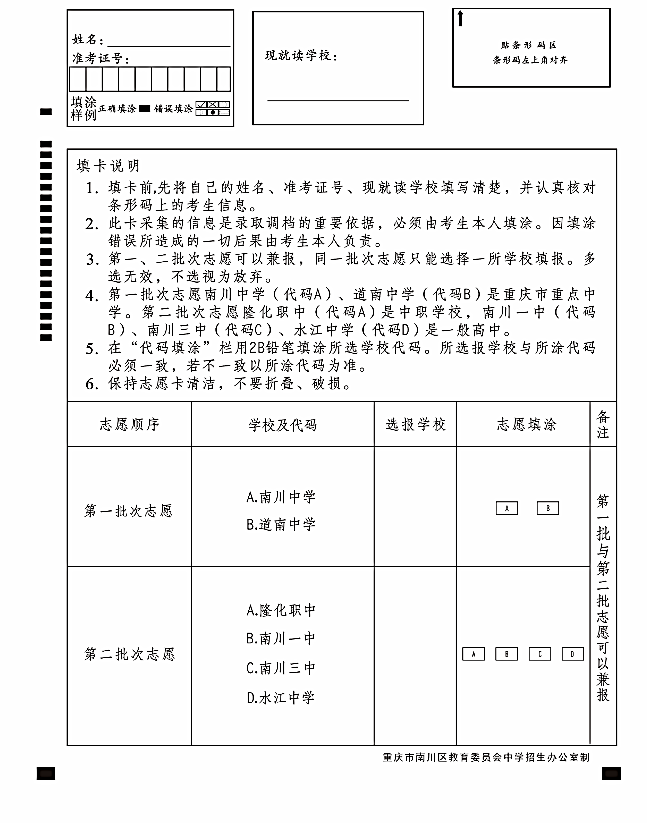 姓名:
准考证号:
填涂样例
正确填涂
错误填涂
现就读学校:
贴条形码区
条形码左上角对齐
填卡说明
1. 填卡前,先将自己的姓名、准考证号、现就读学校填写清楚,并认真核对
条形码上的考生信息。
2. 此卡采集的信息是录取调档的重要依据,必须由考生本人填涂。因填涂
错误所造成的一切后果由考生本人负责。
3. 第一、二批次志愿可以兼报,同一批次志愿只能选择一所学校填报。多
选无效,不选视为放弃。
4. 第一批次志愿南川中学(代码A)、道南中学(代码B)是重庆市重点中
学。第二批次志愿隆化职中(代码A)是中职学校,南川一中(代码
B)、南川三中(代码C)、水江中学(代码D)是一般高中。
5. 在“代码填涂”栏用2B铅笔填涂所选学校代码。所选报学校与所涂代码
必须一致,若不一致以所涂代码为准。
6. 保持志愿卡清洁,不要折叠、破损。
志愿顺序 学校及代码 选报学校 志愿填涂 备注
第一批次志愿
A.南川中学
B.道南中学
A B
第二批次志愿
A.隆化职中
B.南川一中
C.南川三中
D.水江中学
A B C D
第一批与第二批志愿可以兼报
重庆市南川区教育委员会中学招生办公室制